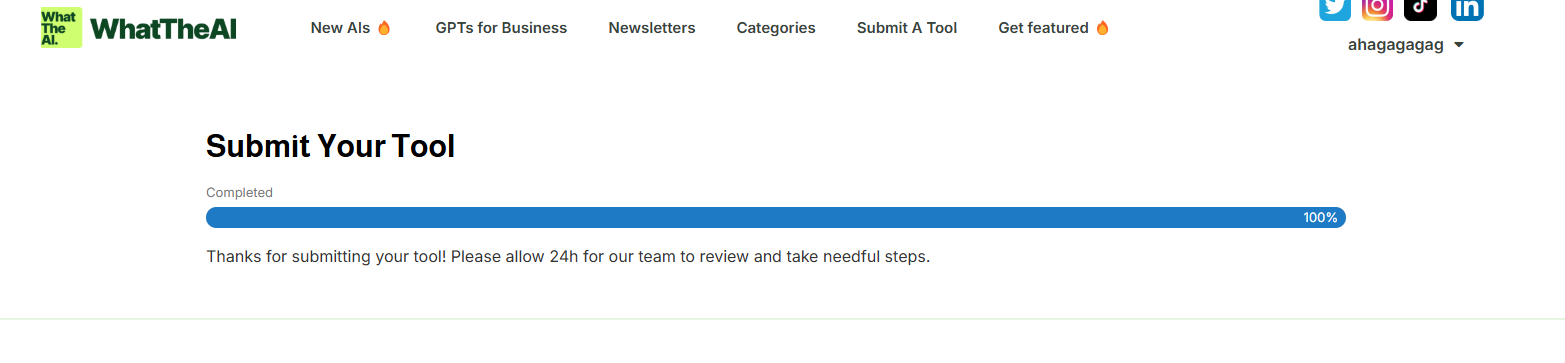 What
The
AI.
WhatTheAI
New AIs 🔥
GPTs for Business
Newsletters
Categories
Submit A Tool
Get featured 🔥
ahagagagag
Submit Your Tool
Completed
100%
Thanks for submitting your tool! Please allow 24h for our team to review and take needful steps.